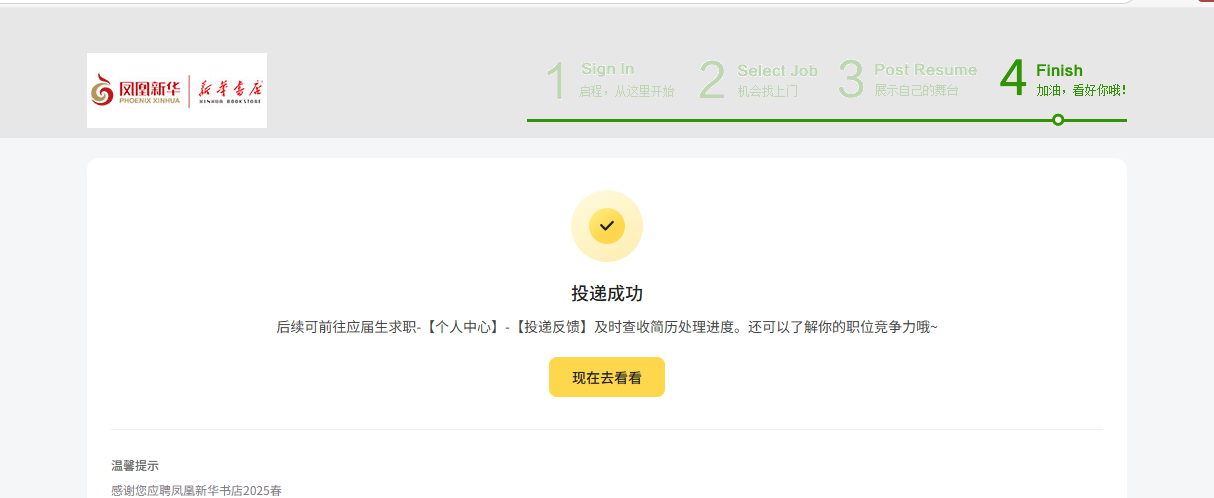 凤凰新华
PHOENIX XINHUA
新华书店
XINHUA BOOKSTORE
1 Sign In
启程，从这里开始
2 Select Job
机会找上门
3 Post Resume
展示自己的舞台
4 Finish
加油，看好你哦！
投递成功
后续可前往应届生求职-【个人中心】-【投递反馈】及时查收简历处理进度。还可以了解你的职位竞争力哦~
现在去看看
温馨提示
感谢您应聘凤凰新华书店2025春